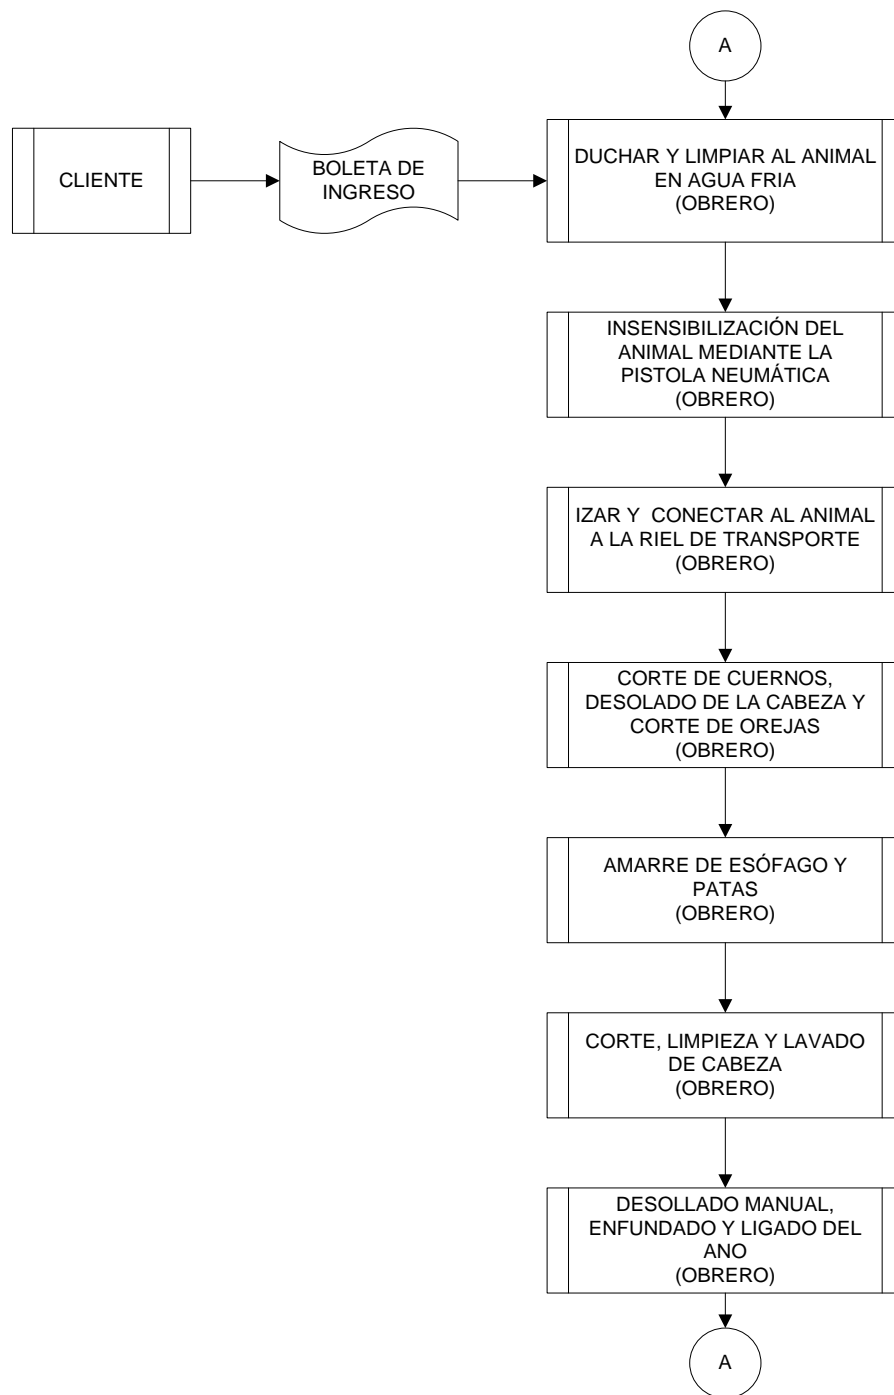 A
CLIENTE
BOLETA DE
INGRESO
DUCHAR Y LIMPIAR AL ANIMAL
EN AGUA FRIA
(OBRERO)
INSENSIBILIZACIÓN DEL
ANIMAL MEDIANTE LA
PISTOLA NEUMÁTICA
(OBRERO)
IZAR Y  CONECTAR AL ANIMAL
A LA RIEL DE TRANSPORTE
(OBRERO)
CORTE DE CUERNOS,
DESOLADO DE LA CABEZA Y
CORTE DE OREJAS
(OBRERO)
AMARRE DE ESÓFAGO Y
PATAS
(OBRERO)
CORTE, LIMPIEZA Y LAVADO
DE CABEZA
(OBRERO)
DESOLLADO MANUAL,
ENFUNDADO Y LIGADO DEL
ANO
(OBRERO)
A